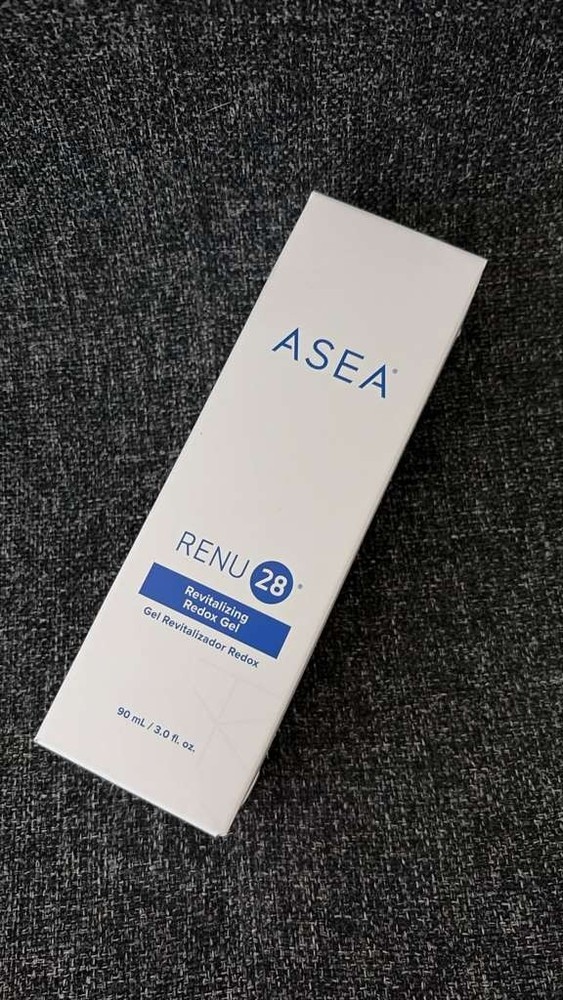 ASEA®
RENU 28®
Revitalizing
Redox Gel
Gel Revitalizador Redox
90 mL / 3.0 fl. oz.